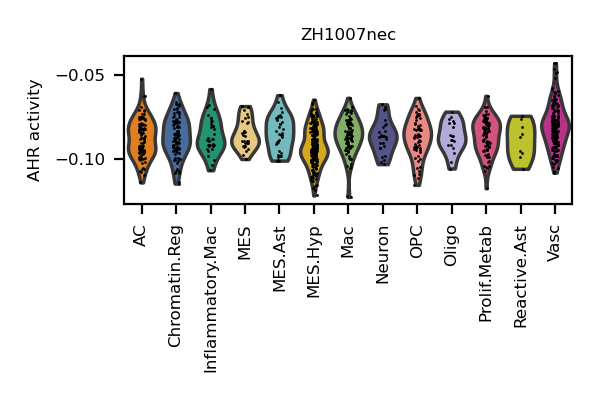 ZH1007nec
AHR activity
−0.05
−0.10
AC
Chromatin.Reg
Inflammatory.Mac
MES
MES.Ast
MES.Hyp
Mac
Neuron
OPC
Oligo
Prolif.Metab
Reactive.Ast
Vasc